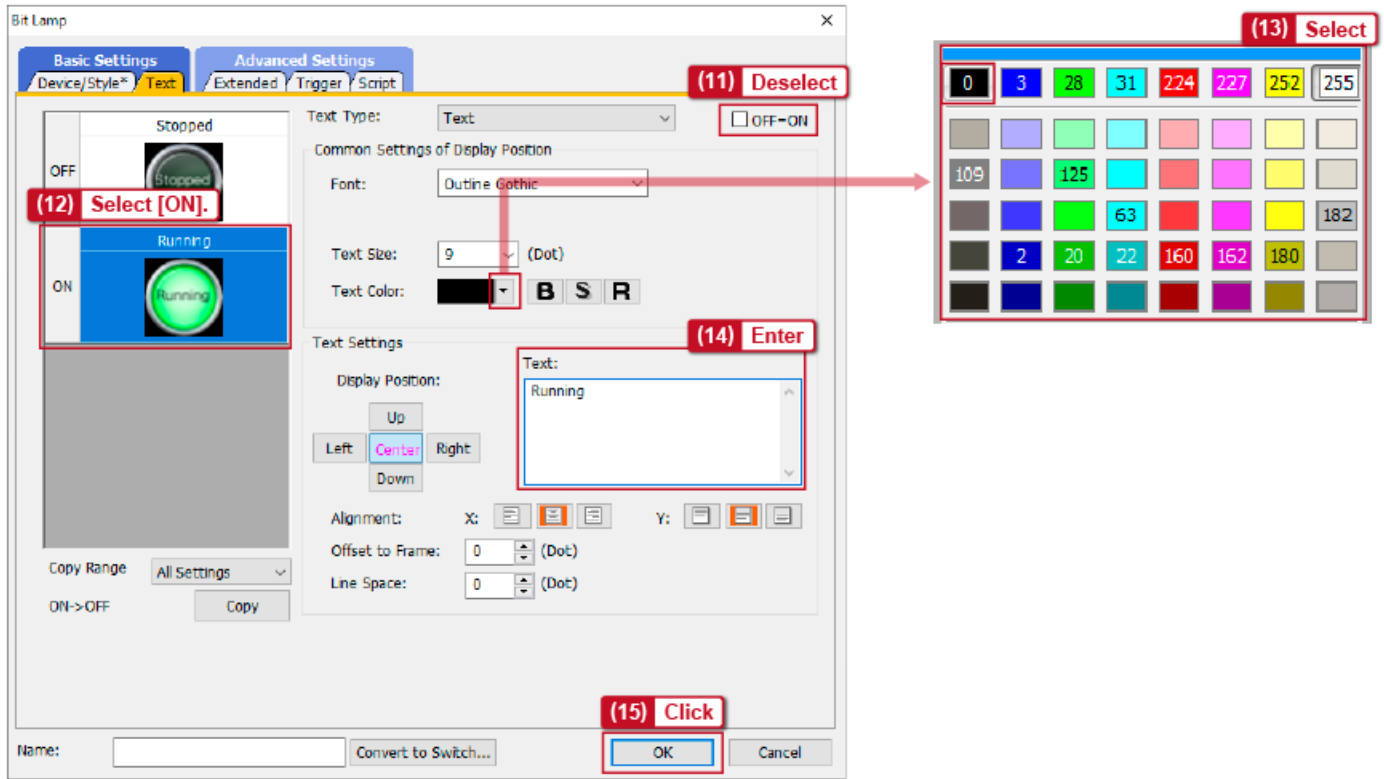 Bit Lamp
Basic Settings
Advanced Settings
Device/Style*
Text
Extended
Trigger
Script
(11) Deselect
OFF=ON
Stopped
OFF
Stopped
(12) Select [ON].
Running
ON
Running
Text Type:
Text
Common Settings of Display Position
Font:
Outine Gothic
Text Size:
9
(Dot)
Text Color:
B S R
Text Settings
(14) Enter
Display Position:
Up
Left
Center
Right
Down
Text:
Running
Alignment:
X:
Y:
Offset to Frame:
0
(Dot)
Line Space:
0
(Dot)
Copy Range
All Settings
ON->OFF
Copy
(15) Click
Name:
Convert to Switch...
OK
Cancel
(13) Select
0 3 28 31 224 227 252 255
109 125
63 182
2 20 22 160 162 180